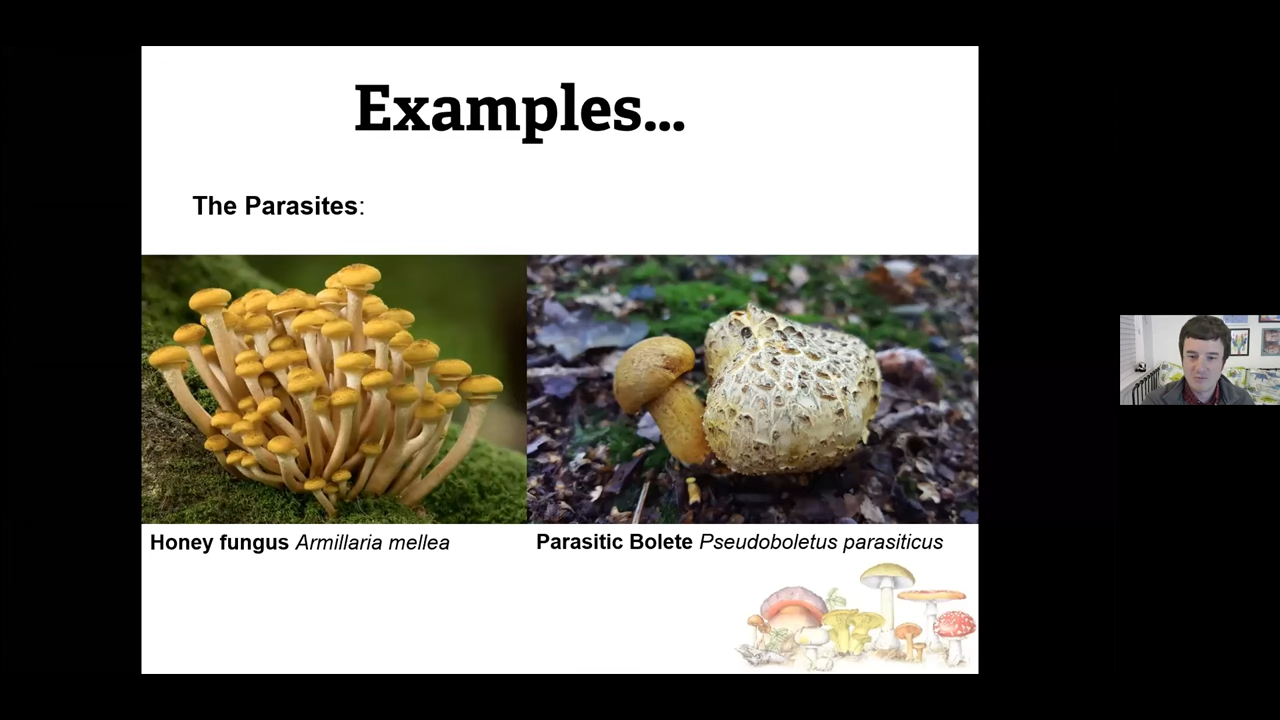 Examples...
The Parasites:
Honey fungus Armillaria mellea
Parasitic Bolete Pseudoboletus parasiticus